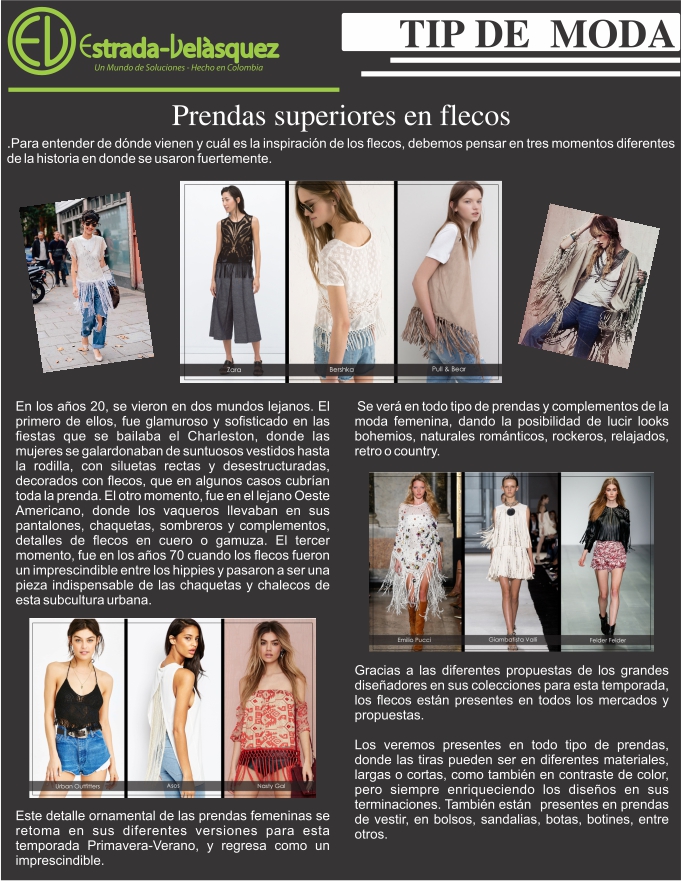 Estrada-Velàsquez
Un Mundo de Soluciones - Hecho en Colombia
TIP DE MODA
Prendas superiores en flecos
.Para entender de dónde vienen y cuál es la inspiración de los flecos, debemos pensar en tres momentos diferentes
de la historia en donde se usaron fuertemente.
Zara
Bershka
Pull & Bear
En los años 20, se vieron en dos mundos lejanos. El
primero de ellos, fue glamuroso y sofisticado en las
fiestas que se bailaba el Charleston, donde las
mujeres se galardonaban de suntuosos vestidos hasta
la rodilla, con siluetas rectas y desestructuradas,
decorados con flecos, que en algunos casos cubrían
toda la prenda. El otro momento, fue en el lejano Oeste
Americano, donde los vaqueros llevaban en sus
pantalones, chaquetas, sombreros y complementos,
detalles de flecos en cuero o gamuza. El tercer
momento, fue en los años 70 cuando los flecos fueron
un imprescindible entre los hippies y pasaron a ser una
pieza indispensable de las chaquetas y chalecos de
esta subcultura urbana.
Urban Outfitters
Asos
Nasty Gal
Este detalle ornamental de las prendas femeninas se
retoma en sus diferentes versiones para esta
temporada Primavera-Verano, y regresa como un
imprescindible.
Se verá en todo tipo de prendas y complementos de la
moda femenina, dando la posibilidad de lucir looks
bohemios, naturales románticos, rockeros, relajados,
retro o country.
Emilio Pucci
Giambatista Valli
Felder Felder
Gracias a las diferentes propuestas de los grandes
diseñadores en sus colecciones para esta temporada,
los flecos están presentes en todos los mercados y
propuestas.
Los veremos presentes en todo tipo de prendas,
donde las tiras pueden ser en diferentes materiales,
largas o cortas, como también en contraste de color,
pero siempre enriqueciendo los diseños en sus
terminaciones. También están presentes en prendas
de vestir, en bolsos, sandalias, botas, botines, entre
otros.